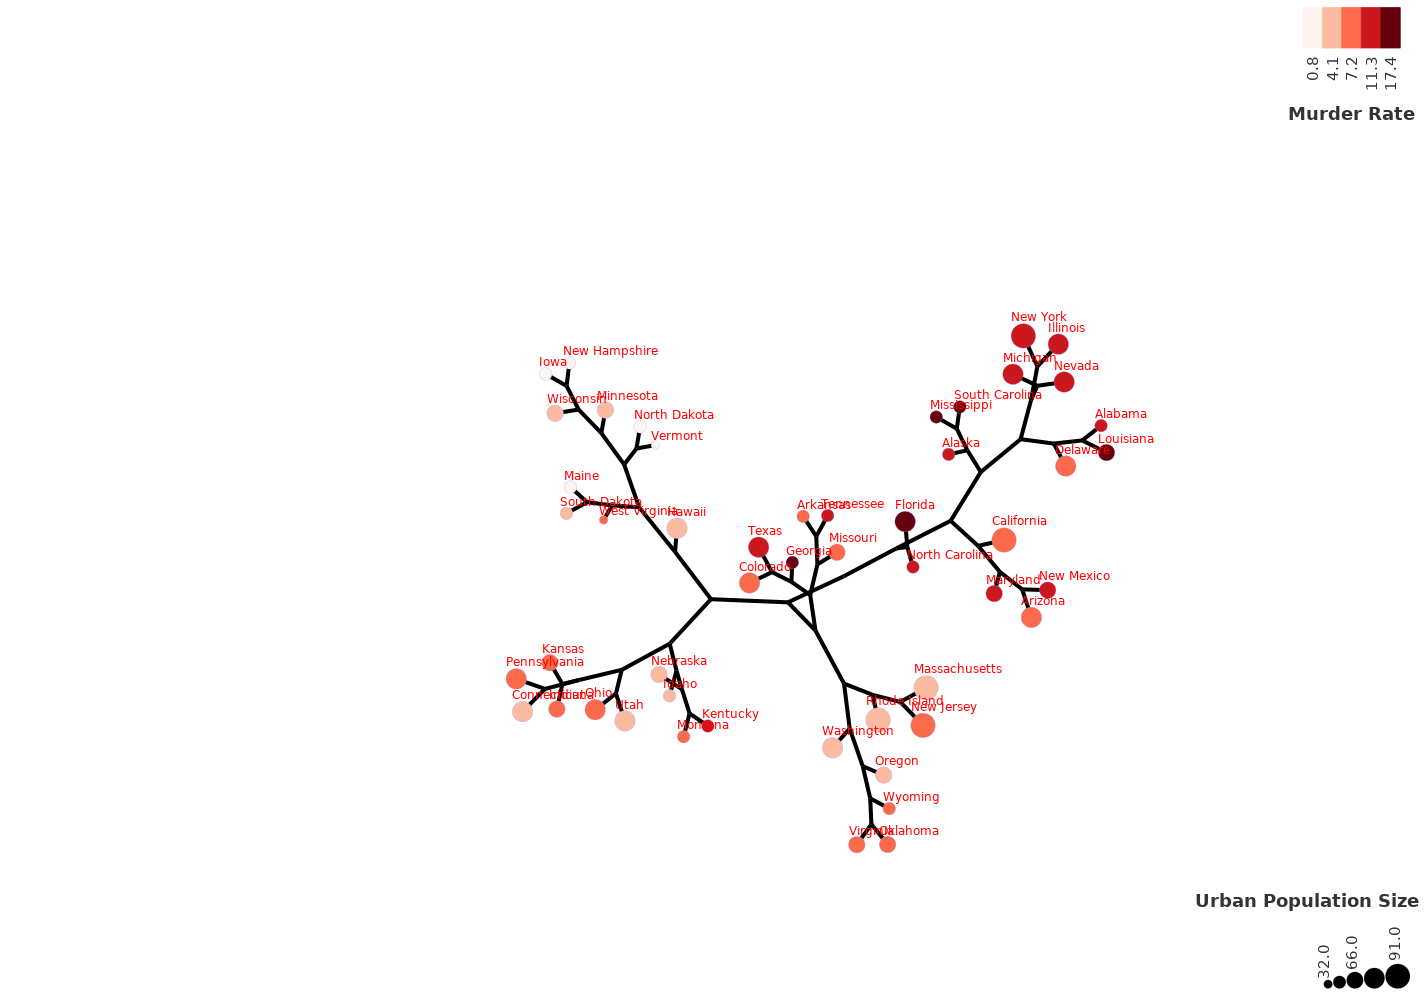 0.8
4.1
7.2
11.3
17.4
Murder Rate
New York
Illinois
Michigan
Nevada
New Hampshire
Iowa
Wisconsin
Minnesota
North Dakota
Vermont
South Carolina
Mississippi
Alabama
Alaska
Louisiana
Delaware
Maine
South Dakota
West Virginia
Hawaii
Arkansas
Tennessee
Florida
California
Texas
Missouri
Georgia
North Carolina
Colorado
Maryland
New Mexico
Arizona
Kansas
Pennsylvania
Nebraska
Massachusetts
Idaho
Connecticut
Indiana
Ohio
Utah
Rhode Island
New Jersey
Kentucky
Montana
Washington
Oregon
Wyoming
Virginia
Oklahoma
Urban Population Size
32.0
66.0
91.0